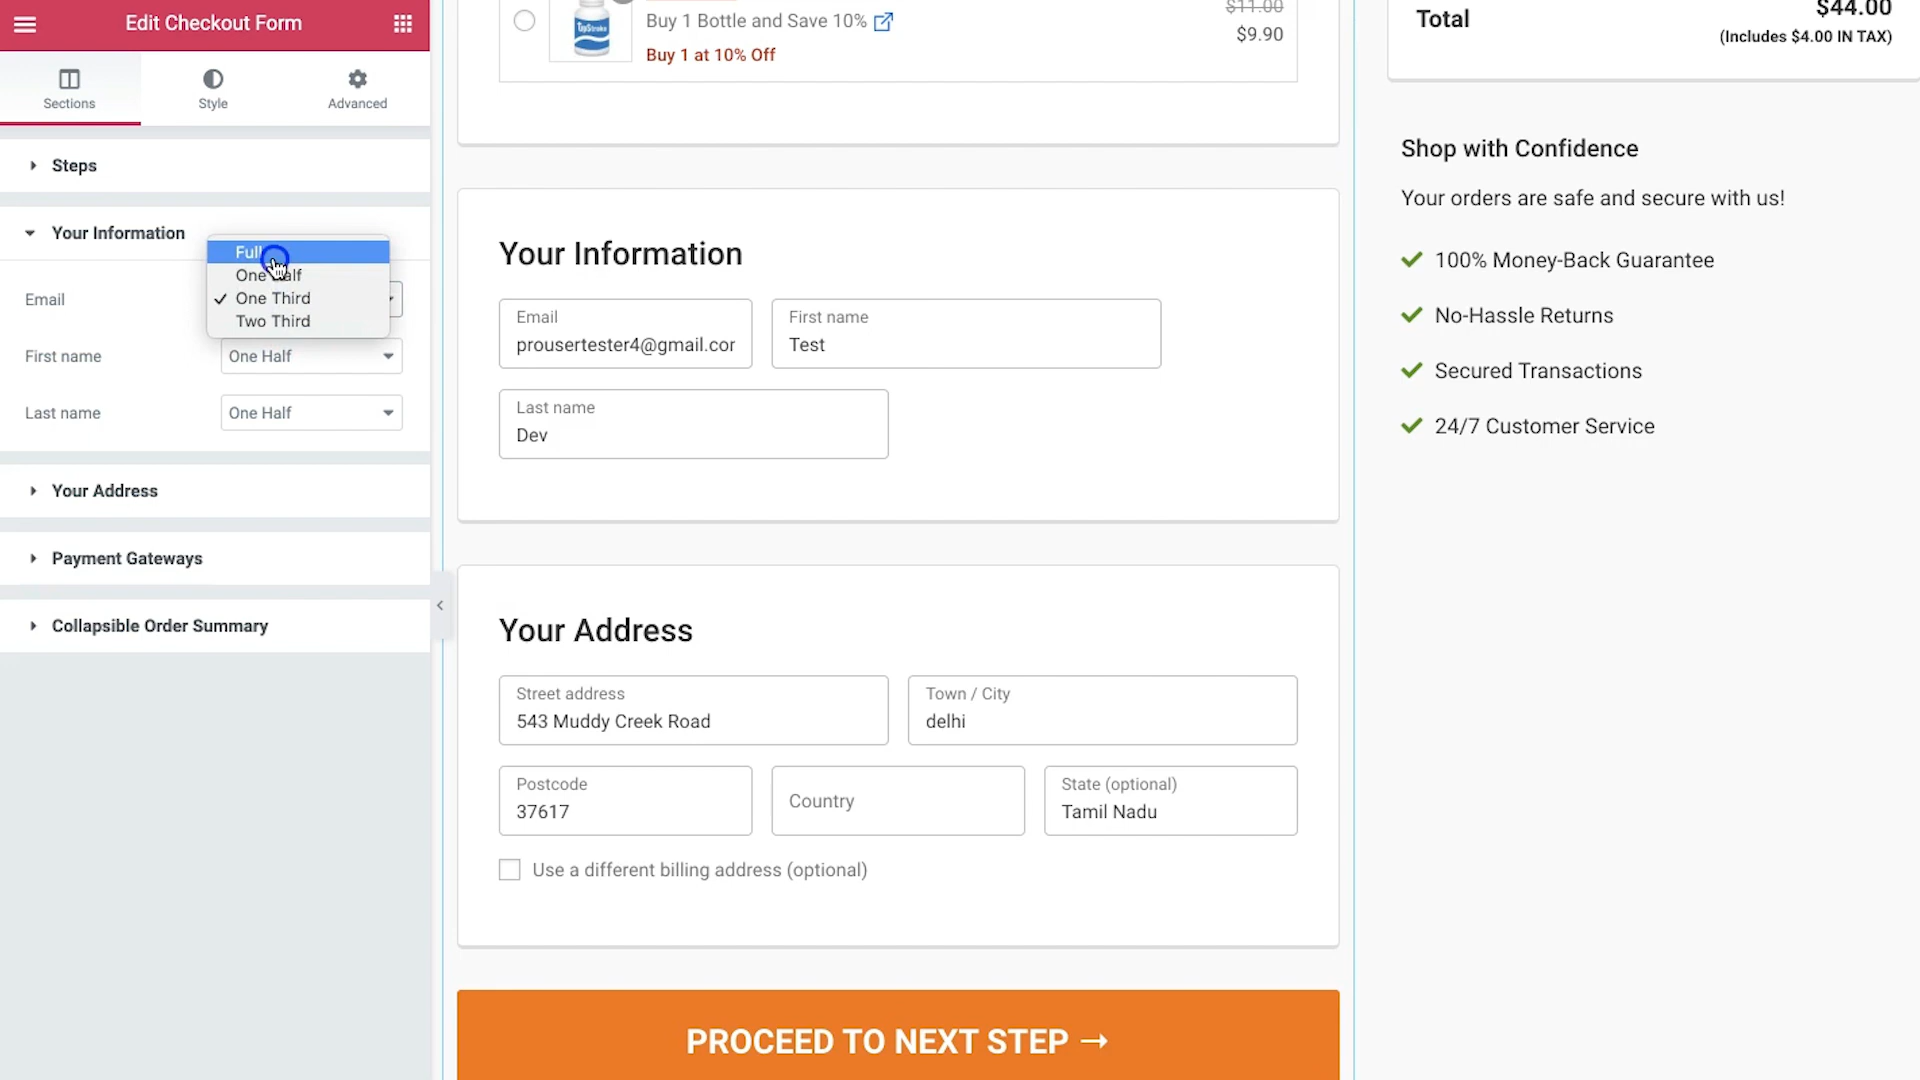 Edit Checkout Form
Sections
Style
Advanced
Steps
Your Information
Full
One Half
One Third
Two Third
Email
First name
One Half
Last name
One Half
Your Address
Payment Gateways
Collapsible Order Summary
Buy 1 Bottle and Save 10%
Buy 1 at 10% Off
$11.00
$9.90
Your Information
Email
prousertester4@gmail.cor
First name
Test
Last name
Dev
Your Address
Street address
543 Muddy Creek Road
Town / City
delhi
Postcode
37617
Country
State (optional)
Tamil Nadu
Use a different billing address (optional)
PROCEED TO NEXT STEP →
Total
$44.00
(Includes $4.00 IN TAX)
Shop with Confidence
Your orders are safe and secure with us!
100% Money-Back Guarantee
No-Hassle Returns
Secured Transactions
24/7 Customer Service